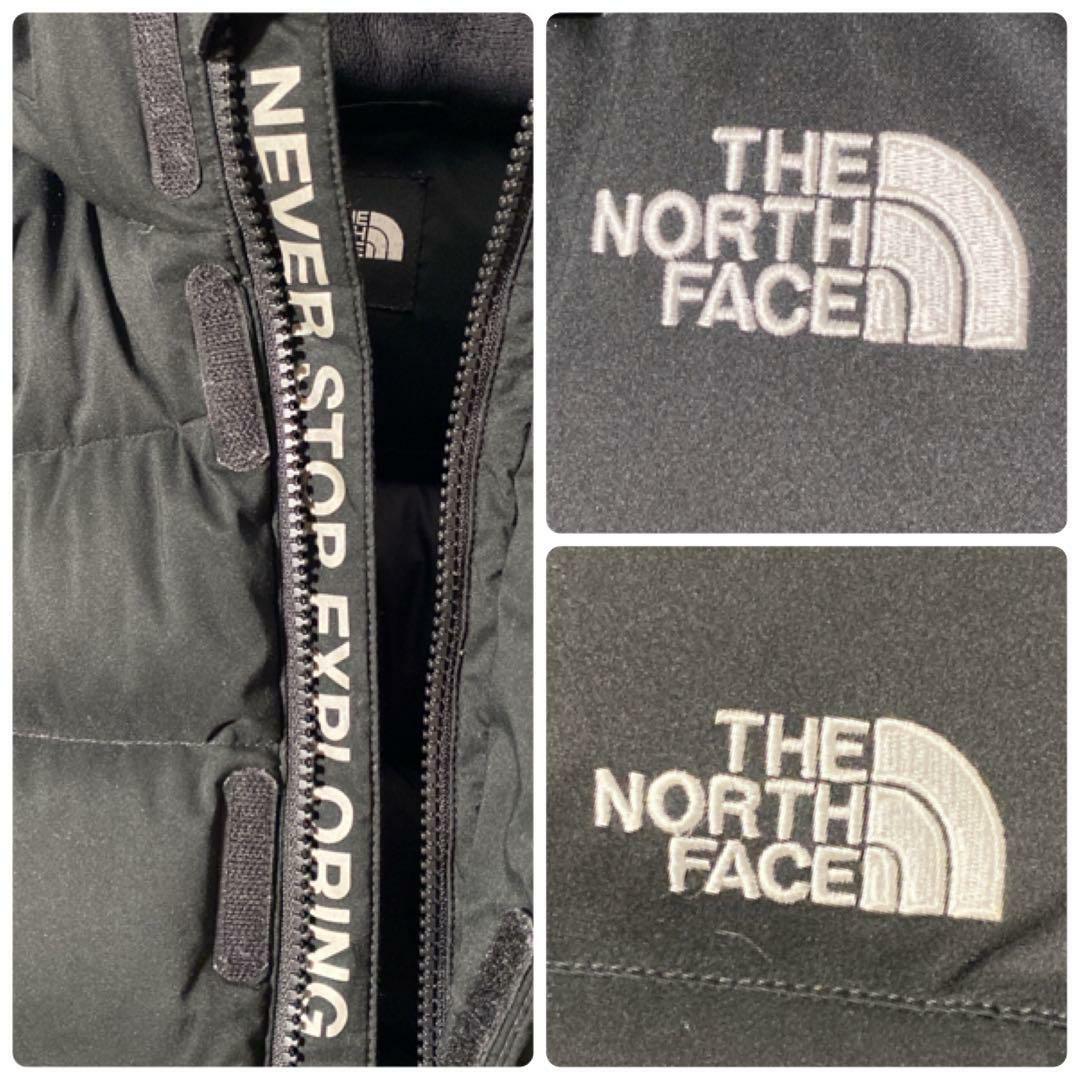 NEVER STOP EXPLORING
THE
NORTH
FACE
THE
NORTH
FACE